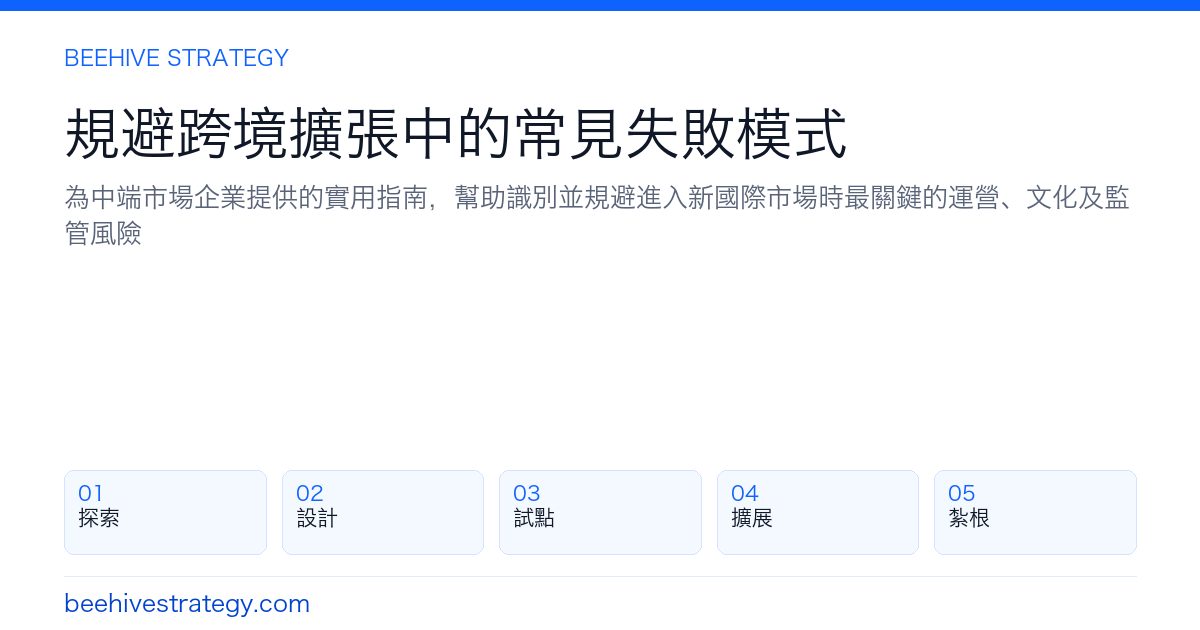 BEEHIVE STRATEGY
規避跨境擴張中的常見失敗模式
為中端市場企業提供的實用指南，幫助識別並規避進入新國際市場時最關鍵的運營、文化及監
管風險
01
探索
02
設計
03
試點
04
擴展
05
紮根
beehivestrategy.com